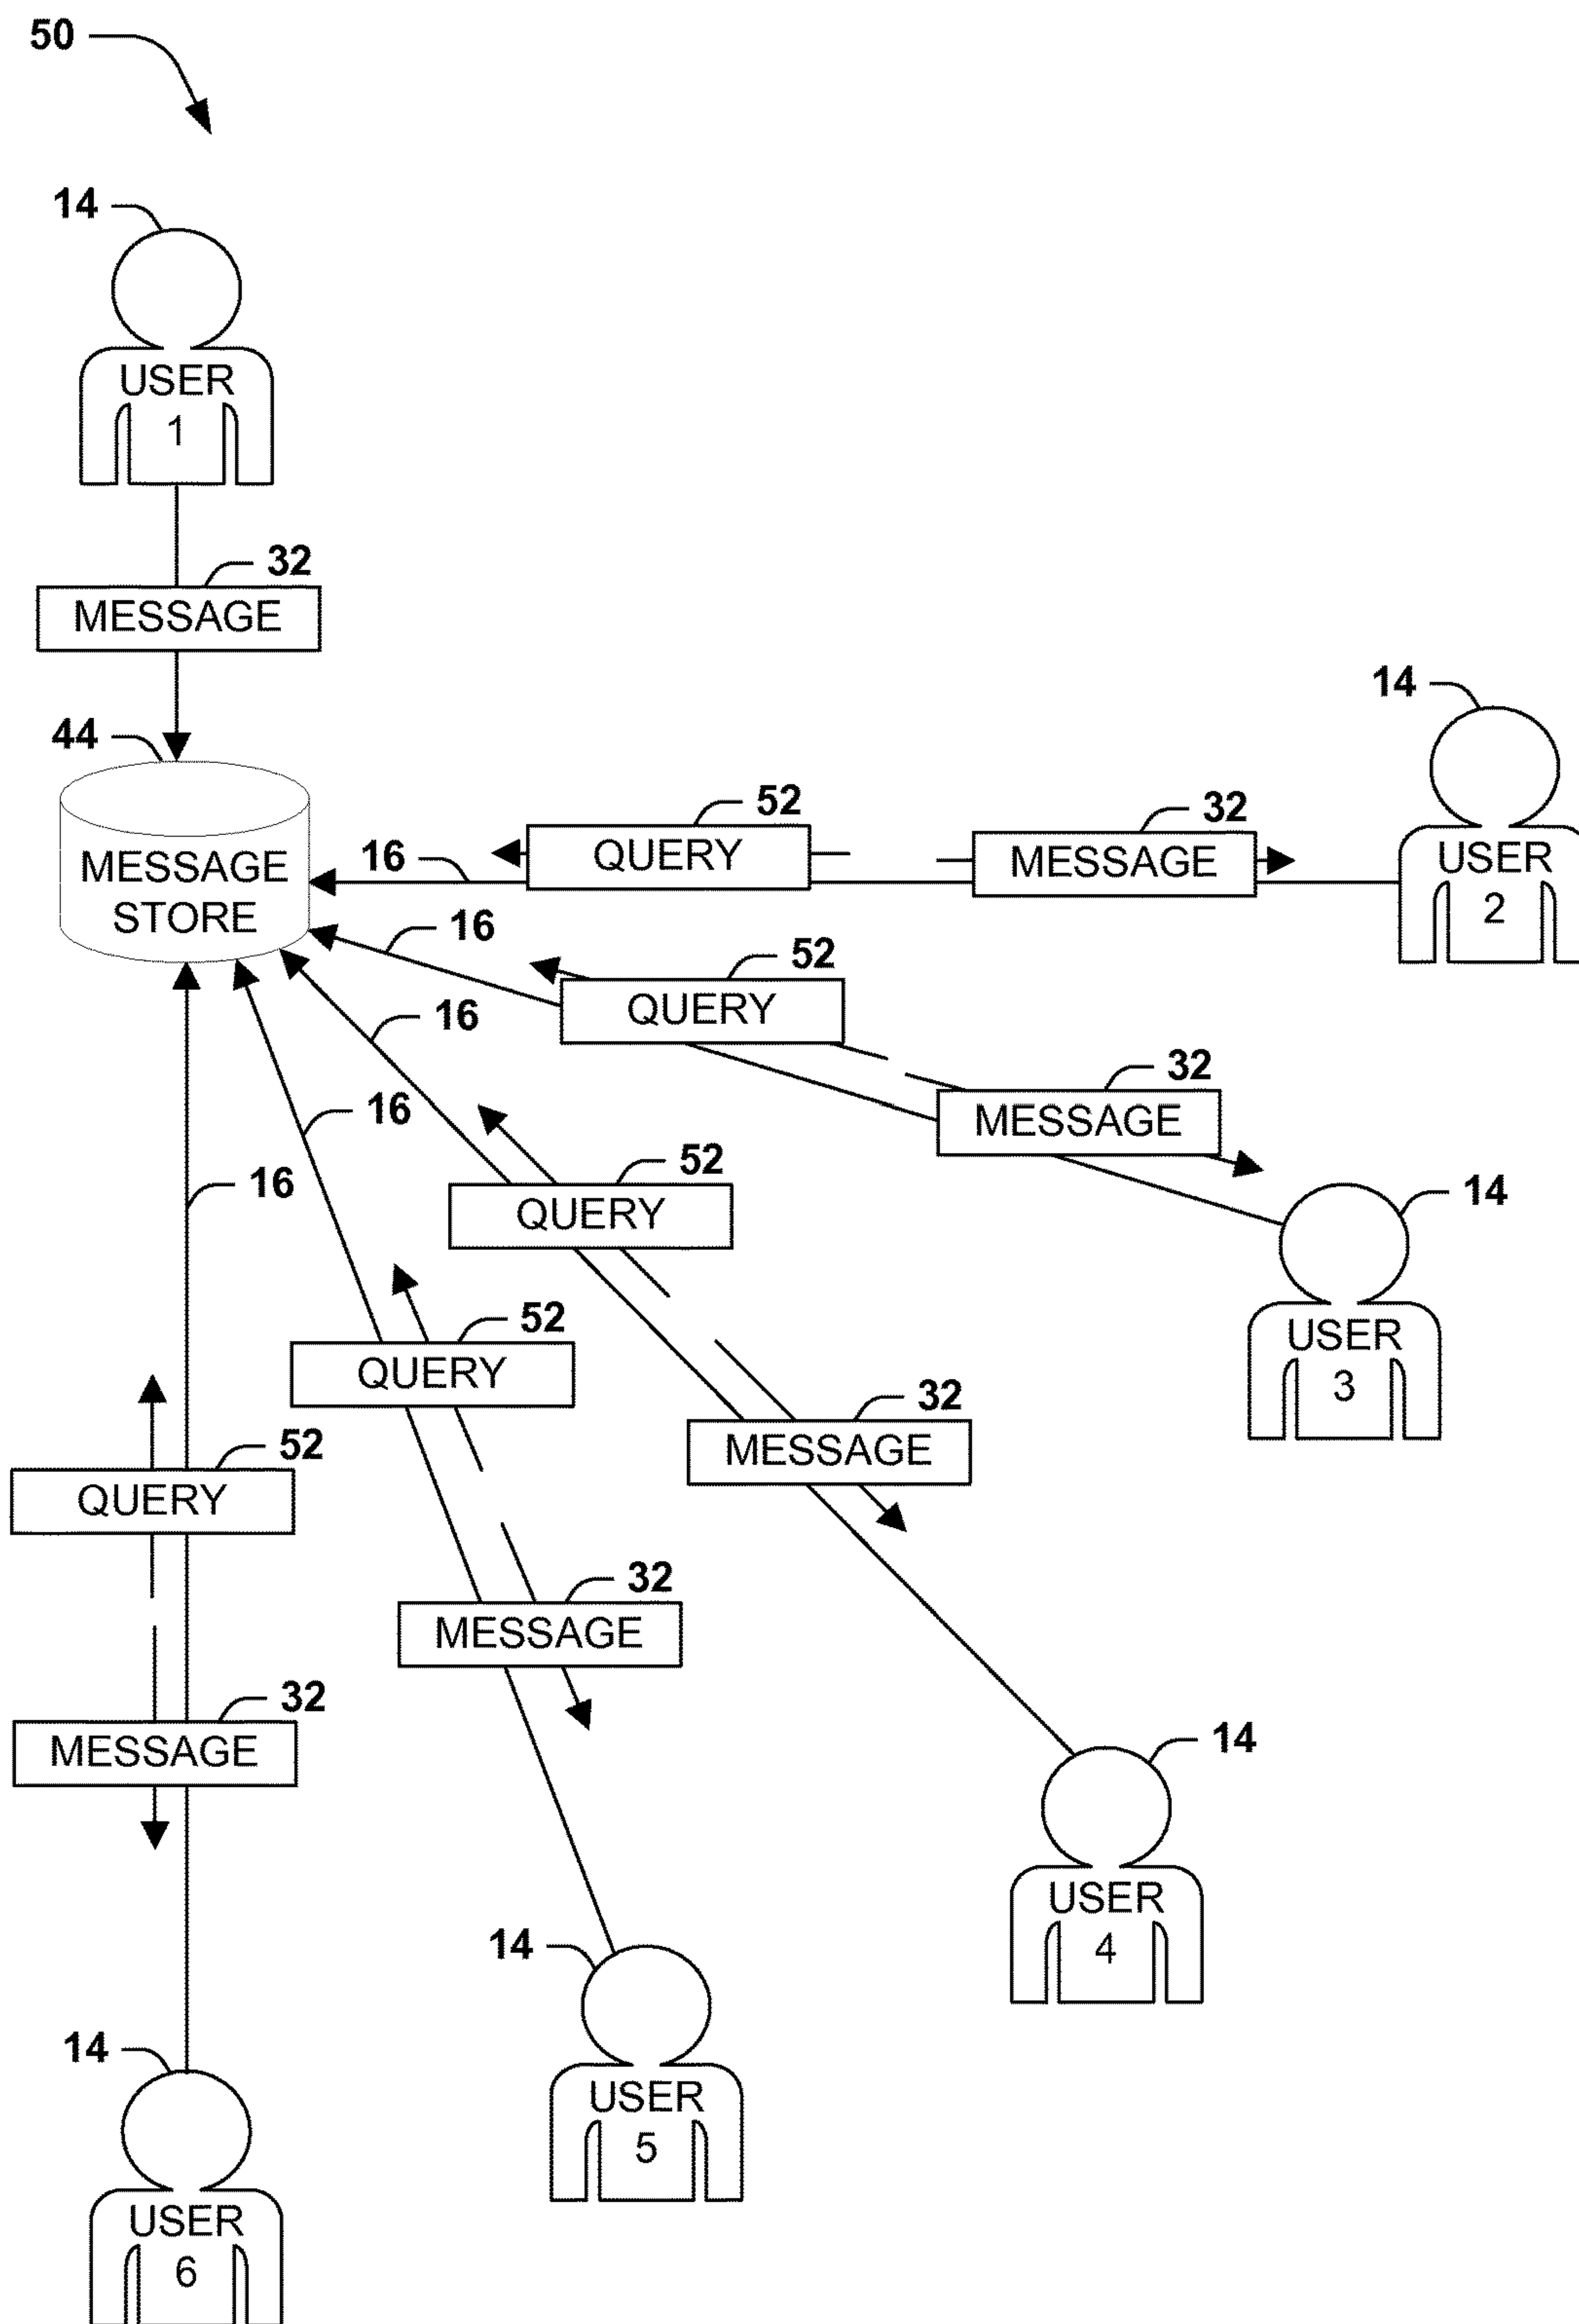 50
14
USER
1
32
MESSAGE
44
MESSAGE
STORE
14
USER
2
16
52
QUERY
32
MESSAGE
16
52
QUERY
32
MESSAGE
14
USER
3
16
52
QUERY
32
MESSAGE
14
USER
4
16
52
QUERY
32
MESSAGE
14
USER
5
16
52
QUERY
32
MESSAGE
14
USER
6